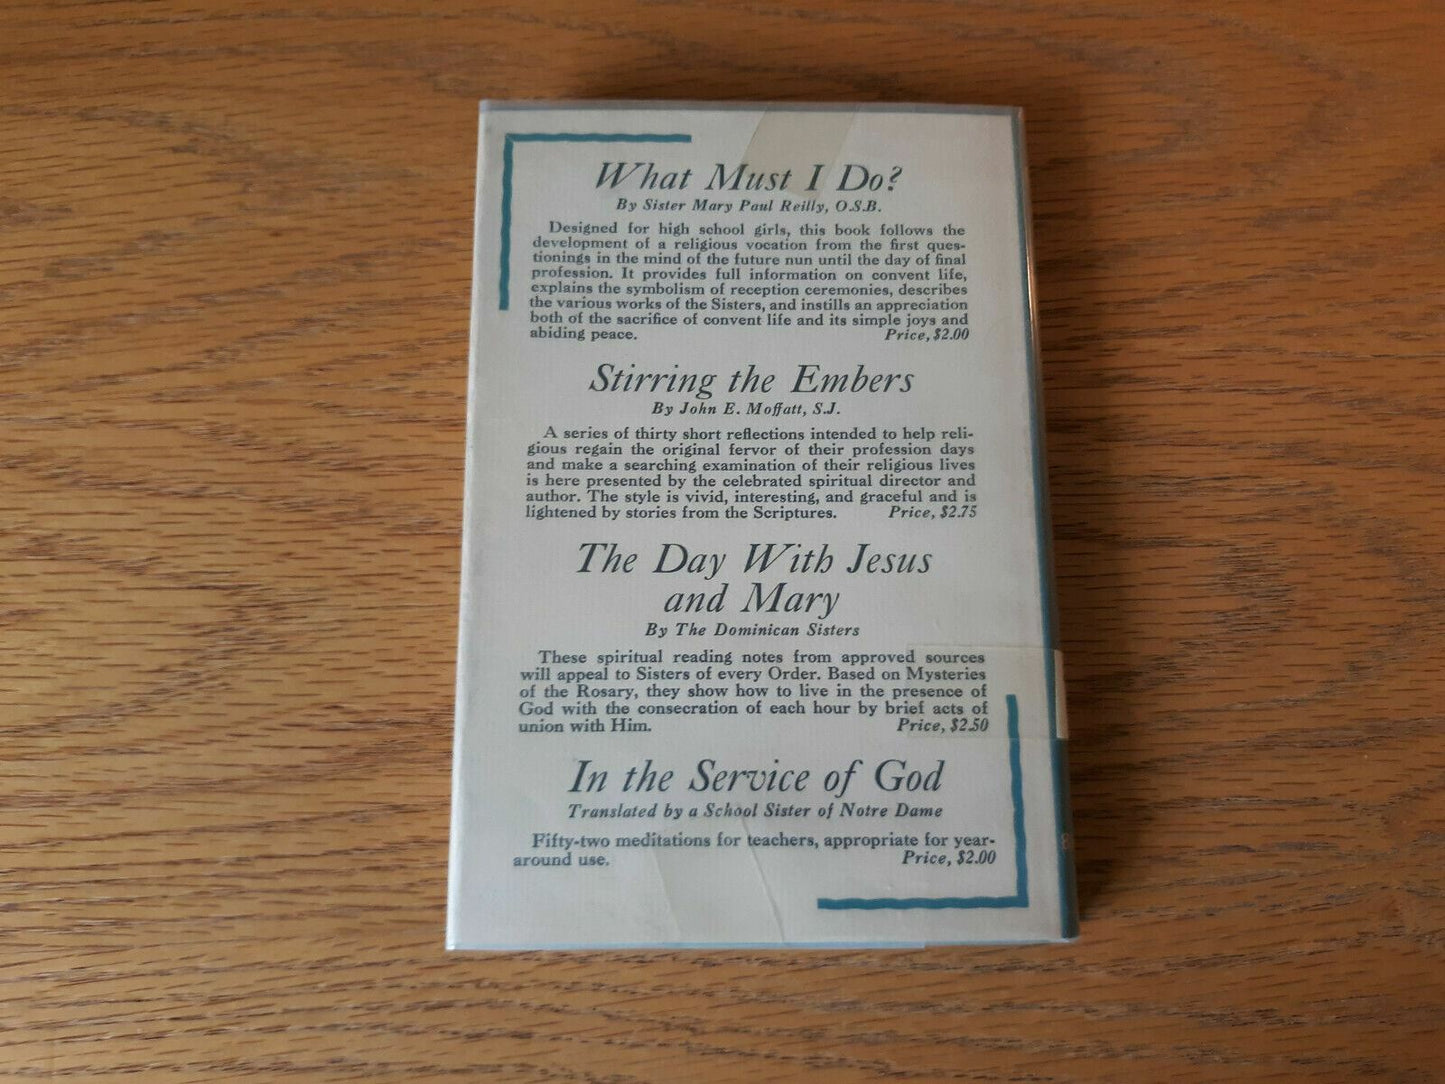 What Must I Do?
By Sister Mary Paul Reilly, O.S.B.
Designed for high school girls, this book follows the
development of a religious vocation from the first ques-
tionings in the mind of the future nun until the day of final
profession. It provides full information on convent life,
explains the symbolism of reception ceremonies, describes
the various works of the Sisters, and instills an appreciation
both of the sacrifice of convent life and its simple joys and
abiding peace. Price, $2.00
Stirring the Embers
By John E. Moffatt, S.J.
A series of thirty short reflections intended to help reli-
gious regain the original fervor of their profession days
and make a searching examination of their religious lives
is here presented by the celebrated spiritual director and
author. The style is vivid, interesting, and graceful and is
lightened by stories from the Scriptures. Price, $2.75
The Day With Jesus
and Mary
By The Dominican Sisters
These spiritual reading notes from approved sources
will appeal to Sisters of every Order. Based on Mysteries
of the Rosary, they show how to live in the presence of
God with the consecration of each hour by brief acts of
union with Him. Price, $2.50
In the Service of God
Translated by a School Sister of Notre Dame
Fifty-two meditations for teachers, appropriate for year-
around use. Price, $2.00